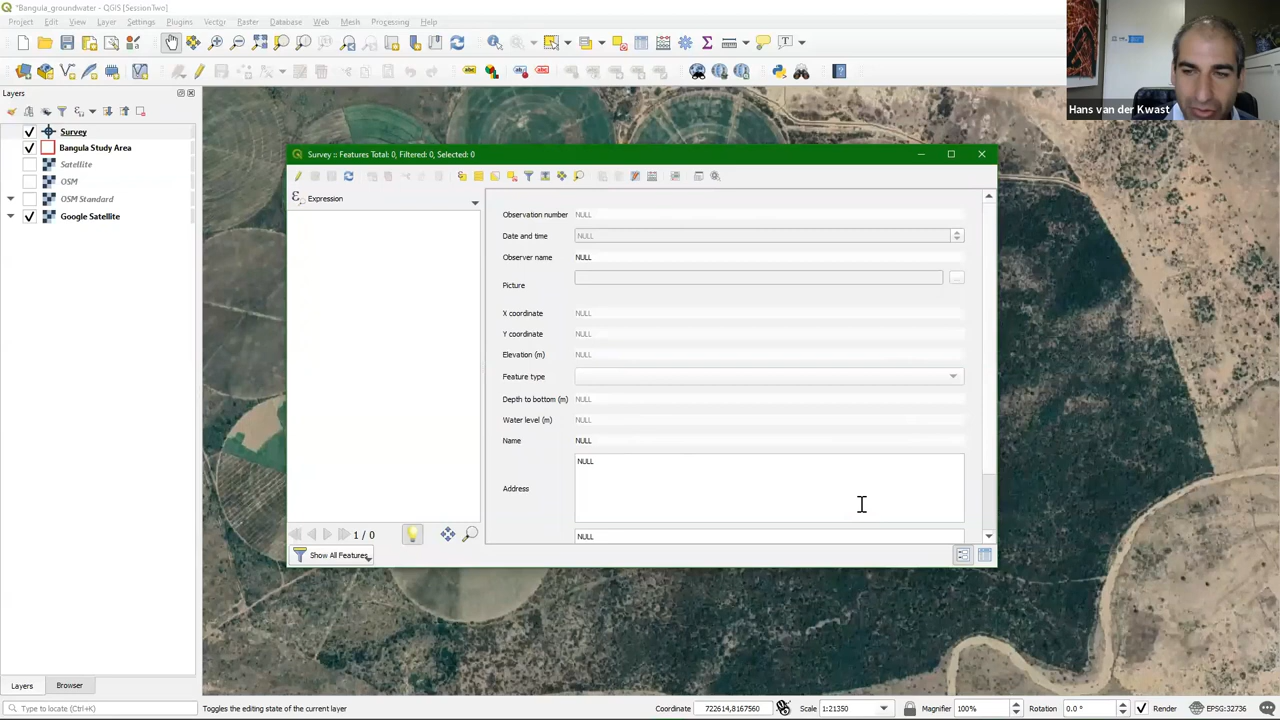 *Bangula_groundwater - QGIS [SessionTwo]
Project Edit View Layer Settings Plugins Vector Raster Database Web Mesh Processing Help
Hans van der Kwast
Layers
Survey
Bangula Study Area
Satellite
OSM
OSM Standard
Google Satellite
Survey :: Features Total: 0, Filtered: 0, Selected: 0
Expression
Observation number NULL
Date and time NULL
Observer name NULL
Picture ...
X coordinate NULL
Y coordinate NULL
Elevation (m) NULL
Feature type
Depth to bottom (m) NULL
Water level (m) NULL
Name NULL
Address NULL
NULL
1 / 0
Show All Features
Layers Browser
Type to locate (Ctrl+K) Toggles the editing state of the current layer Coordinate 722614,8167560 Scale 1:21350 Magnifier 100% Rotation 0.0 ° Render EPSG:32736